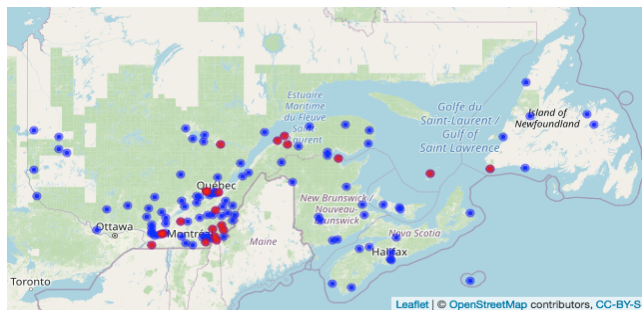 Estuaire
Maritime
du Fleuve
Saint-
Laurent
Golfe du
Saint-Laurent /
Gulf of
Saint Lawrence
Island of
Newfoundland
Québec
New Brunswick /
Nouveau
Brunswick
Ottawa
Montréal
Maine
Nova Scotia
Halifax
Toronto
Leaflet | © OpenStreetMap contributors, CC-BY-S